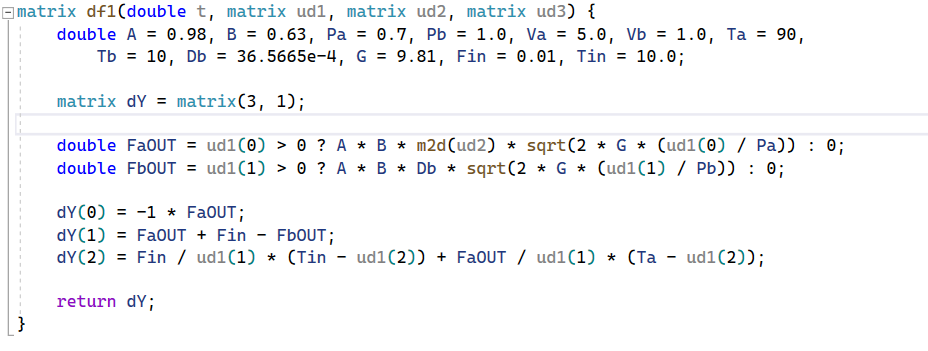 matrix df1(double t, matrix ud1, matrix ud2, matrix ud3) {
    double A = 0.98, B = 0.63, Pa = 0.7, Pb = 1.0, Va = 5.0, Vb = 1.0, Ta = 90,
        Tb = 10, Db = 36.5665e-4, G = 9.81, Fin = 0.01, Tin = 10.0;
    matrix dY = matrix(3, 1);
    double FaOUT = ud1(0) > 0 ? A * B * m2d(ud2) * sqrt(2 * G * (ud1(0) / Pa)) : 0;
    double FbOUT = ud1(1) > 0 ? A * B * Db * sqrt(2 * G * (ud1(1) / Pb)) : 0;
    dY(0) = -1 * FaOUT;
    dY(1) = FaOUT + Fin - FbOUT;
    dY(2) = Fin / ud1(1) * (Tin - ud1(2)) + FaOUT / ud1(1) * (Ta - ud1(2));
    return dY;
}